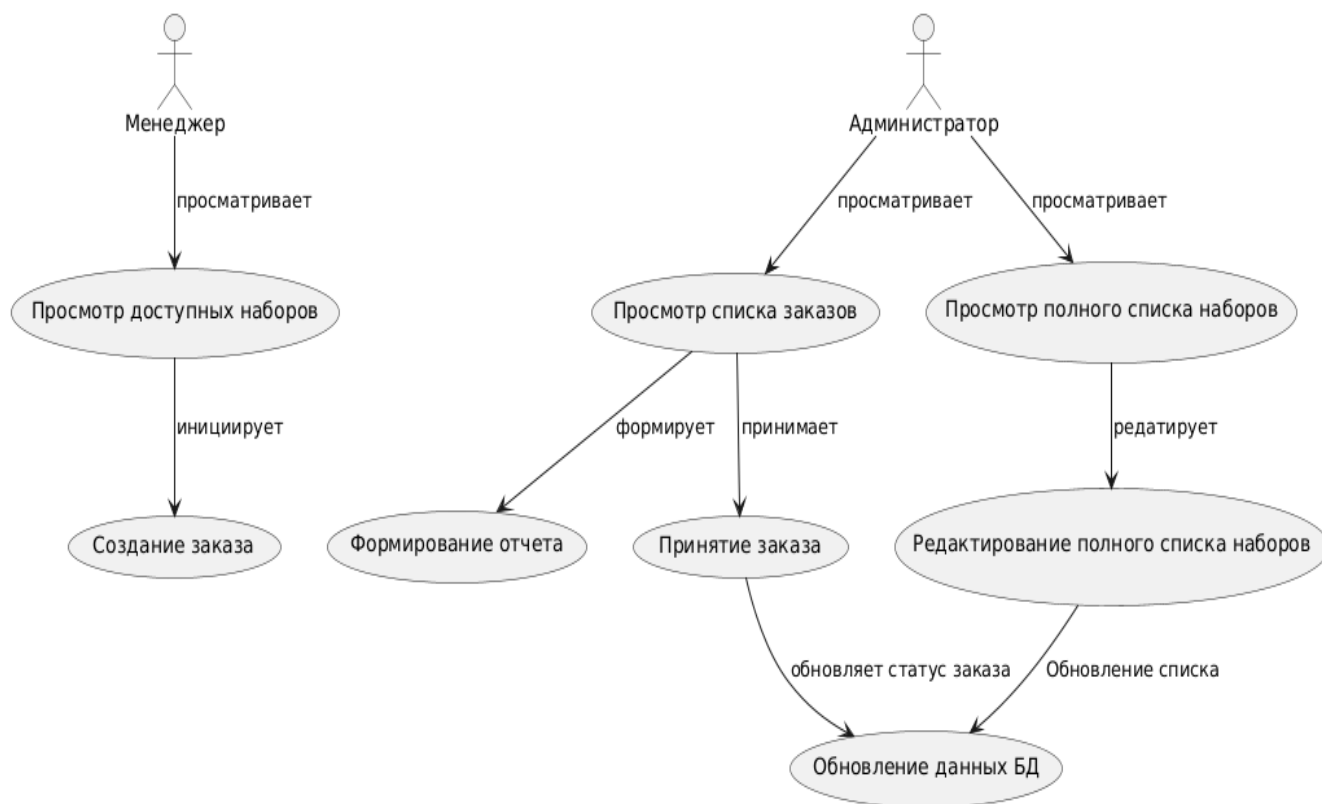 Менеджер
Администратор
просматривает
просматривает
просматривает
Просмотр доступных наборов
Просмотр списка заказов
Просмотр полного списка наборов
инициирует
формирует
принимает
редатирует
Создание заказа
Формирование отчета
Принятие заказа
Редактирование полного списка наборов
обновляет статус заказа
Обновление списка
Обновление данных БД